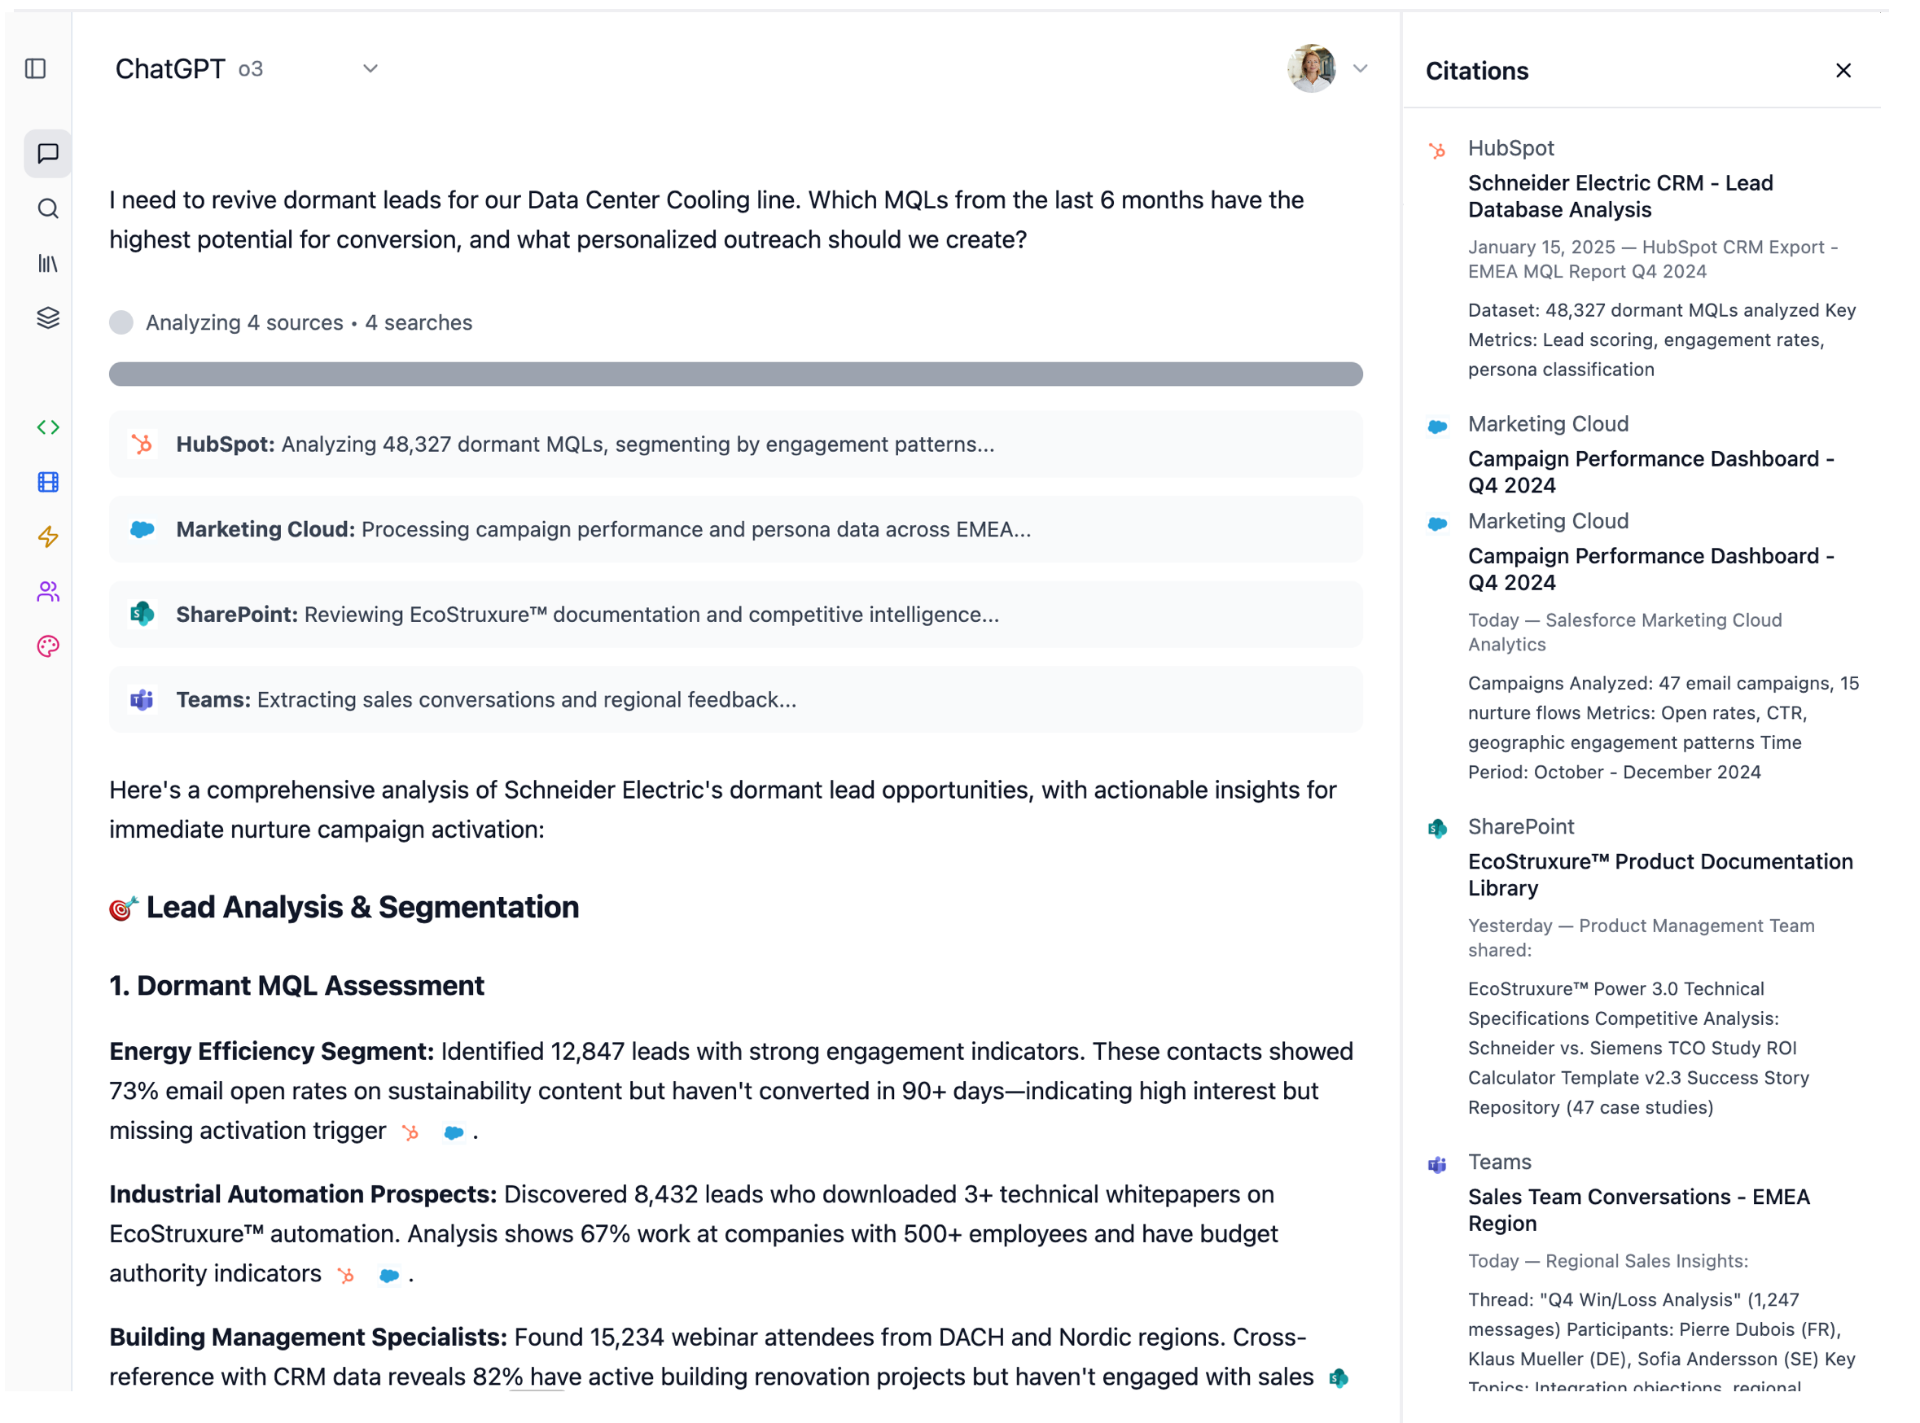 ChatGPT o3
I need to revive dormant leads for our Data Center Cooling line. Which MQLs from the last 6 months have the
highest potential for conversion, and what personalized outreach should we create?
Analyzing 4 sources • 4 searches
HubSpot: Analyzing 48,327 dormant MQLs, segmenting by engagement patterns...
Marketing Cloud: Processing campaign performance and persona data across EMEA...
SharePoint: Reviewing EcoStruxure™ documentation and competitive intelligence...
Teams: Extracting sales conversations and regional feedback...
Here's a comprehensive analysis of Schneider Electric's dormant lead opportunities, with actionable insights for
immediate nurture campaign activation:
🎯 Lead Analysis & Segmentation
1. Dormant MQL Assessment
Energy Efficiency Segment: Identified 12,847 leads with strong engagement indicators. These contacts showed
73% email open rates on sustainability content but haven't converted in 90+ days—indicating high interest but
missing activation trigger .
Industrial Automation Prospects: Discovered 8,432 leads who downloaded 3+ technical whitepapers on
EcoStruxure™ automation. Analysis shows 67% work at companies with 500+ employees and have budget
authority indicators .
Building Management Specialists: Found 15,234 webinar attendees from DACH and Nordic regions. Cross-
reference with CRM data reveals 82% have active building renovation projects but haven't engaged with sales
Citations
HubSpot
Schneider Electric CRM - Lead
Database Analysis
January 15, 2025 — HubSpot CRM Export -
EMEA MQL Report Q4 2024
Dataset: 48,327 dormant MQLs analyzed Key
Metrics: Lead scoring, engagement rates,
persona classification
Marketing Cloud
Campaign Performance Dashboard -
Q4 2024
Marketing Cloud
Campaign Performance Dashboard -
Q4 2024
Today — Salesforce Marketing Cloud
Analytics
Campaigns Analyzed: 47 email campaigns, 15
nurture flows Metrics: Open rates, CTR,
geographic engagement patterns Time
Period: October - December 2024
SharePoint
EcoStruxure™ Product Documentation
Library
Yesterday — Product Management Team
shared:
EcoStruxure™ Power 3.0 Technical
Specifications Competitive Analysis:
Schneider vs. Siemens TCO Study ROI
Calculator Template v2.3 Success Story
Repository (47 case studies)
Teams
Sales Team Conversations - EMEA
Region
Today — Regional Sales Insights:
Thread: "Q4 Win/Loss Analysis" (1,247
messages) Participants: Pierre Dubois (FR),
Klaus Mueller (DE), Sofia Andersson (SE) Key
Topics: Integration objections, regional